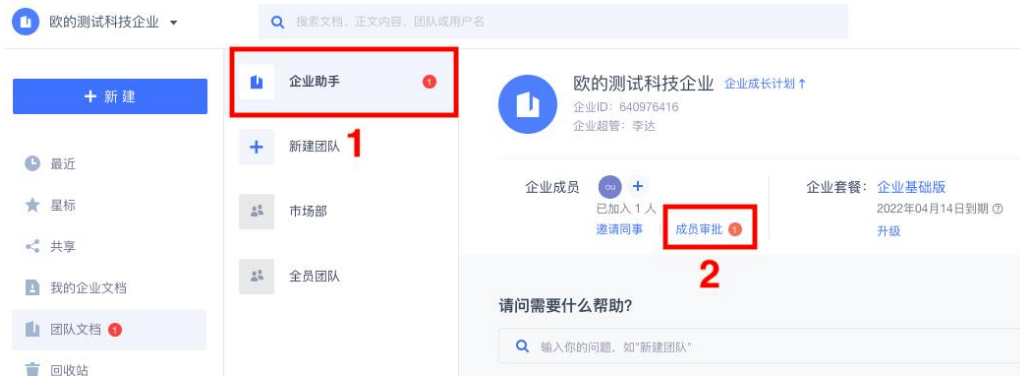 欧的测试科技企业
搜索文档、正文内容、团队或用户名
+ 新建
最近
星标
共享
我的企业文档
团队文档 1
回收站
企业助手 1
1
新建团队
市场部
全员团队
欧的测试科技企业 企业成长计划↑
企业ID: 640976416
企业超管: 李达
企业成员 ou +
已加入 1 人
邀请同事 成员审批 1
2
企业套餐: 企业基础版
2022年04月14日到期
升级
请问需要什么帮助?
输入你的问题, 如"新建团队"